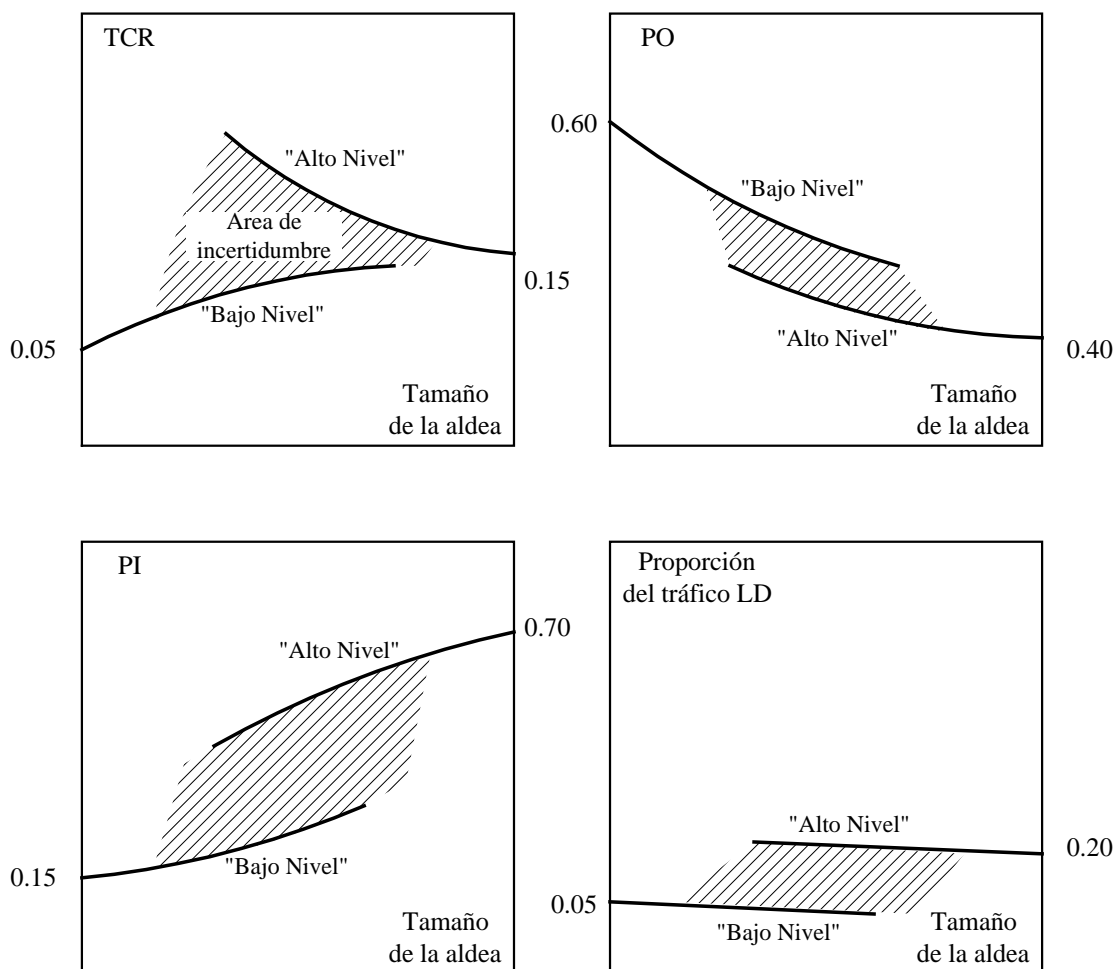 TCR
"Alto Nivel"
Area de
incertidumbre
"Bajo Nivel"
0.15
0.05
Tamaño
de la aldea
PO
0.60
"Bajo Nivel"
"Alto Nivel"
0.40
Tamaño
de la aldea
PI
0.70
"Alto Nivel"
"Bajo Nivel"
0.15
Tamaño
de la aldea
Proporción
del tráfico LD
"Alto Nivel"
0.20
0.05
"Bajo Nivel"
Tamaño
de la aldea